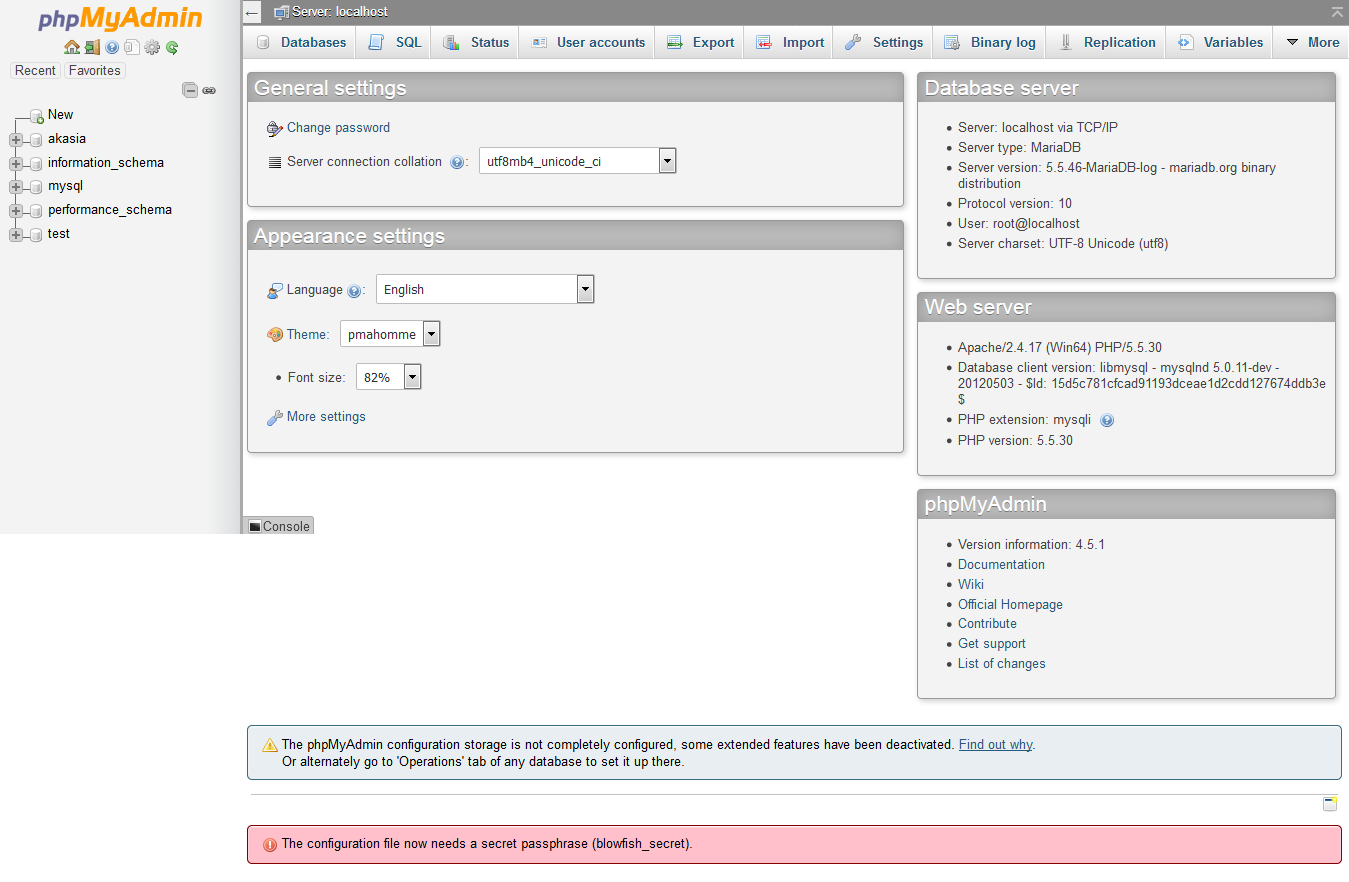 phpMyAdmin
Recent Favorites
New
akasia
information_schema
mysql
performance_schema
test
Server: localhost
Databases SQL Status User accounts Export Import Settings Binary log Replication Variables More
General settings
Change password
Server connection collation : utf8mb4_unicode_ci
Appearance settings
Language : English
Theme: pmahomme
Font size: 82%
More settings
Console
Database server
Server: localhost via TCP/IP
Server type: MariaDB
Server version: 5.5.46-MariaDB-log - mariadb.org binary
distribution
Protocol version: 10
User: root@localhost
Server charset: UTF-8 Unicode (utf8)
Web server
Apache/2.4.17 (Win64) PHP/5.5.30
Database client version: libmysql - mysqlnd 5.0.11-dev -
20120503 - $Id: 15d5c781cfcad91193dceae1d2cdd127674ddb3e
$
PHP extension: mysqli
PHP version: 5.5.30
phpMyAdmin
Version information: 4.5.1
Documentation
Wiki
Official Homepage
Contribute
Get support
List of changes
The phpMyAdmin configuration storage is not completely configured, some extended features have been deactivated. Find out why.
Or alternately go to 'Operations' tab of any database to set it up there.
The configuration file now needs a secret passphrase (blowfish_secret).